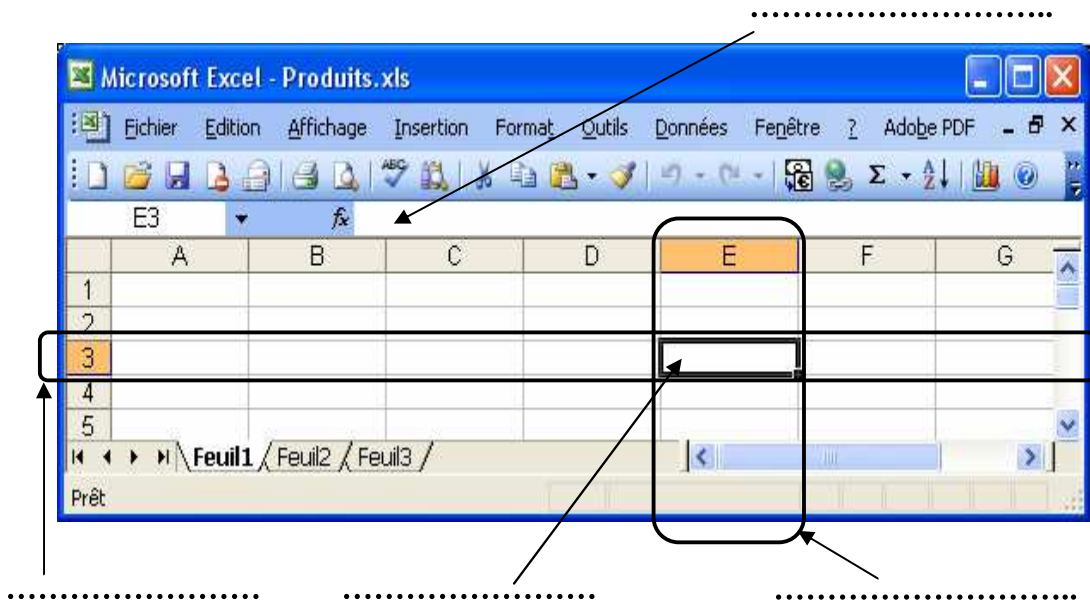 ................................
Microsoft Excel - Produits.xls
Fichier Edition Affichage Insertion Format Outils Données Fenêtre ? Adobe PDF
ABC € Σ A Z
E3 fx
A B C D E F G
1
2
3
4
5
Feuil1 Feuil2 Feuil3
Prêt
.......................... .......................... ................................